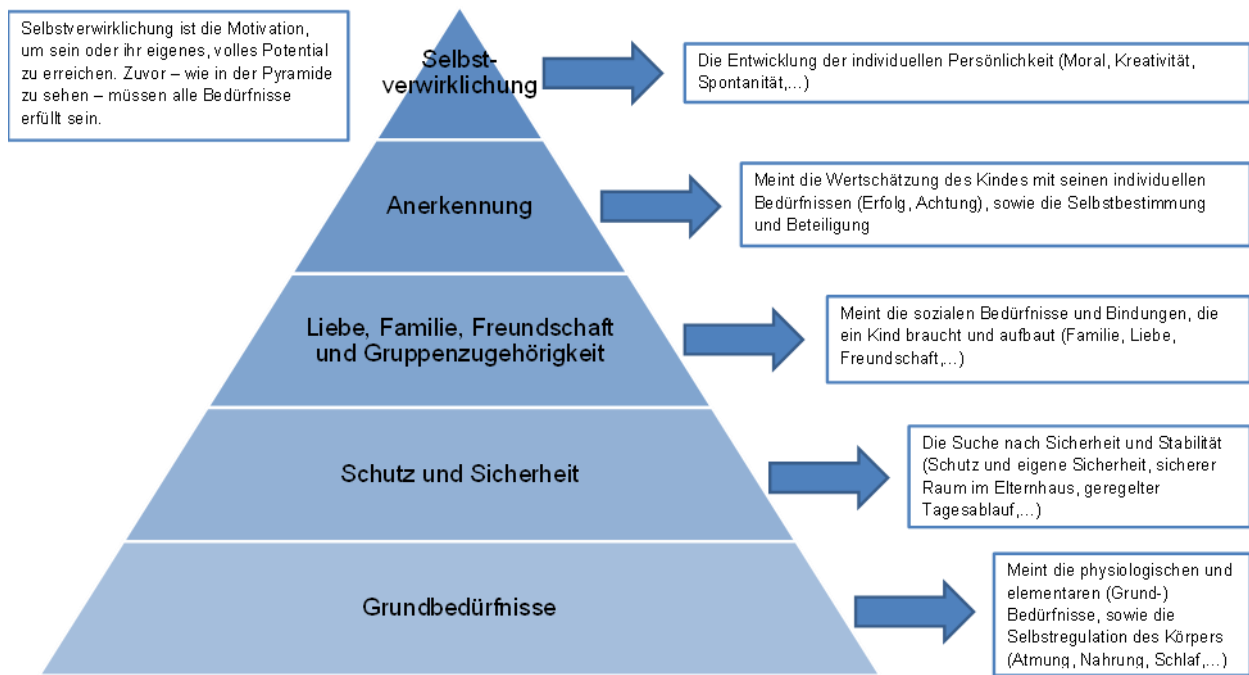 Selbstverwirklichung ist die Motivation,
um sein oder ihr eigenes, volles Potential
zu erreichen. Zuvor – wie in der Pyramide
zu sehen – müssen alle Bedürfnisse
erfüllt sein.
Selbst-
verwirklichung
Die Entwicklung der individuellen Persönlichkeit (Moral, Kreativität,
Spontanität,...)
Anerkennung
Meint die Wertschätzung des Kindes mit seinen individuellen
Bedürfnissen (Erfolg, Achtung), sowie die Selbstbestimmung
und Beteiligung
Liebe, Familie, Freundschaft
und Gruppenzugehörigkeit
Meint die sozialen Bedürfnisse und Bindungen, die
ein Kind braucht und aufbaut (Familie, Liebe,
Freundschaft,...)
Schutz und Sicherheit
Die Suche nach Sicherheit und Stabilität
(Schutz und eigene Sicherheit, sicherer
Raum im Elternhaus, geregelter
Tagesablauf,...)
Grundbedürfnisse
Meint die physiologischen und
elementaren (Grund-)
Bedürfnisse, sowie die
Selbstregulation des Körpers
(Atmung, Nahrung, Schlaf,...)